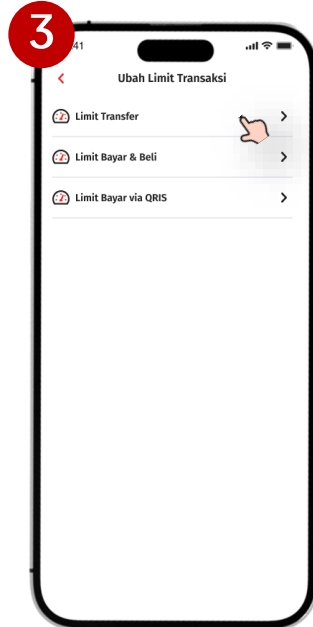 3
41
Ubah Limit Transaksi
Limit Transfer
Limit Bayar & Beli
Limit Bayar via QRIS